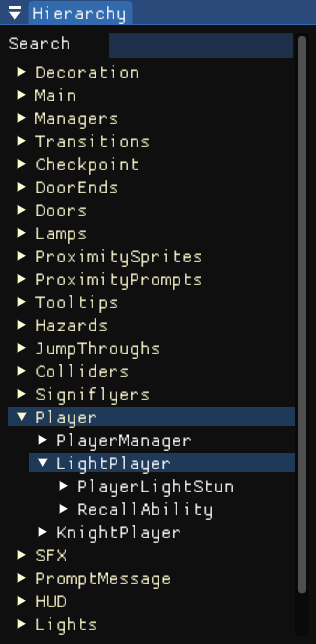 Hierarchy
Search
Decoration
Main
Managers
Transitions
Checkpoint
DoorEnds
Doors
Lamps
ProximitySprites
ProximityPrompts
Tooltips
Hazards
JumpThroughs
Colliders
Signiflyers
Player
PlayerManager
LightPlayer
PlayerLightStun
RecallAbility
KnightPlayer
SFX
PromptMessage
HUD
Lights